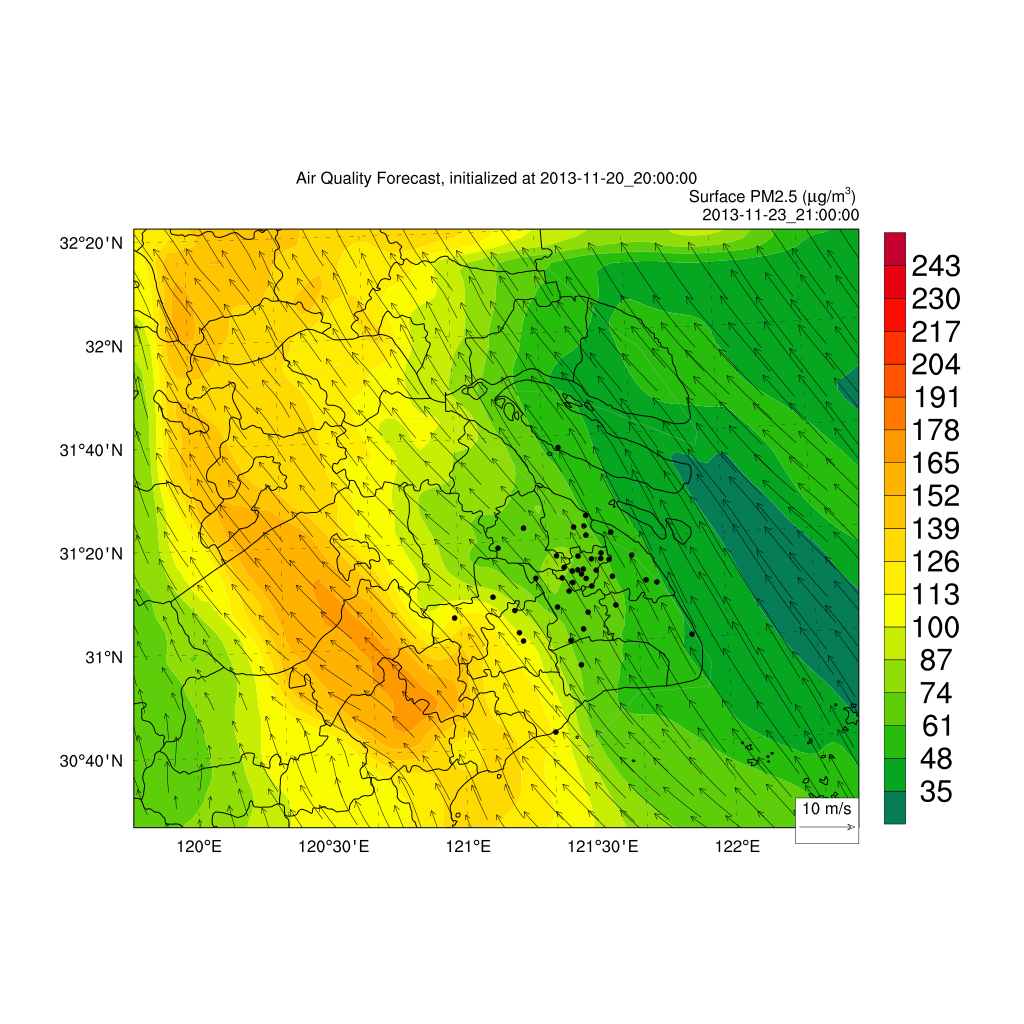 Air Quality Forecast, initialized at 2013-11-20_20:00:00
Surface PM2.5 (μg/m³)
2013-11-23_21:00:00
32°20'N
32°N
31°40'N
31°20'N
31°N
30°40'N
120°E
120°30'E
121°E
121°30'E
122°E
10 m/s
243
230
217
204
191
178
165
152
139
126
113
100
87
74
61
48
35